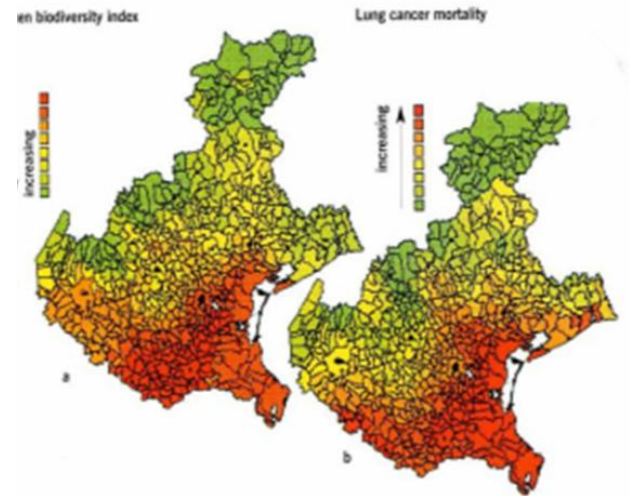 en biodiversity index
Lung cancer mortality
increasing
increasing
a
b